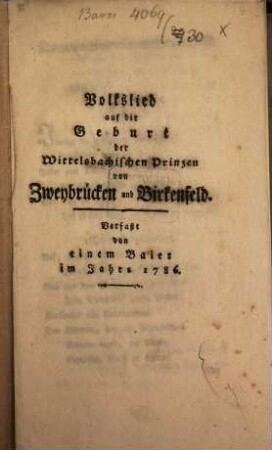 Bavar. 4069
30 x
Volkslied
auf die
Geburt
der
Wittelsbachischen Prinzen
von
Zweybrücken und Birkenfeld.
Verfaßt
von
einem Baier
im Jahre 1786.